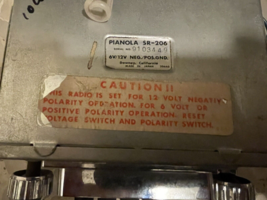 PIANOLA SR-206
6V/12V NEG. POS.GND.
CAUTION!!
THIS RADIO IS SET FOR 12 VOLT NEGATIVE
POLARITY OPERATION. FOR 6 VOLT OR
POSITIVE POLARITY OPERATION, RESET
VOLTAGE SWITCH AND POLARITY SWITCH.